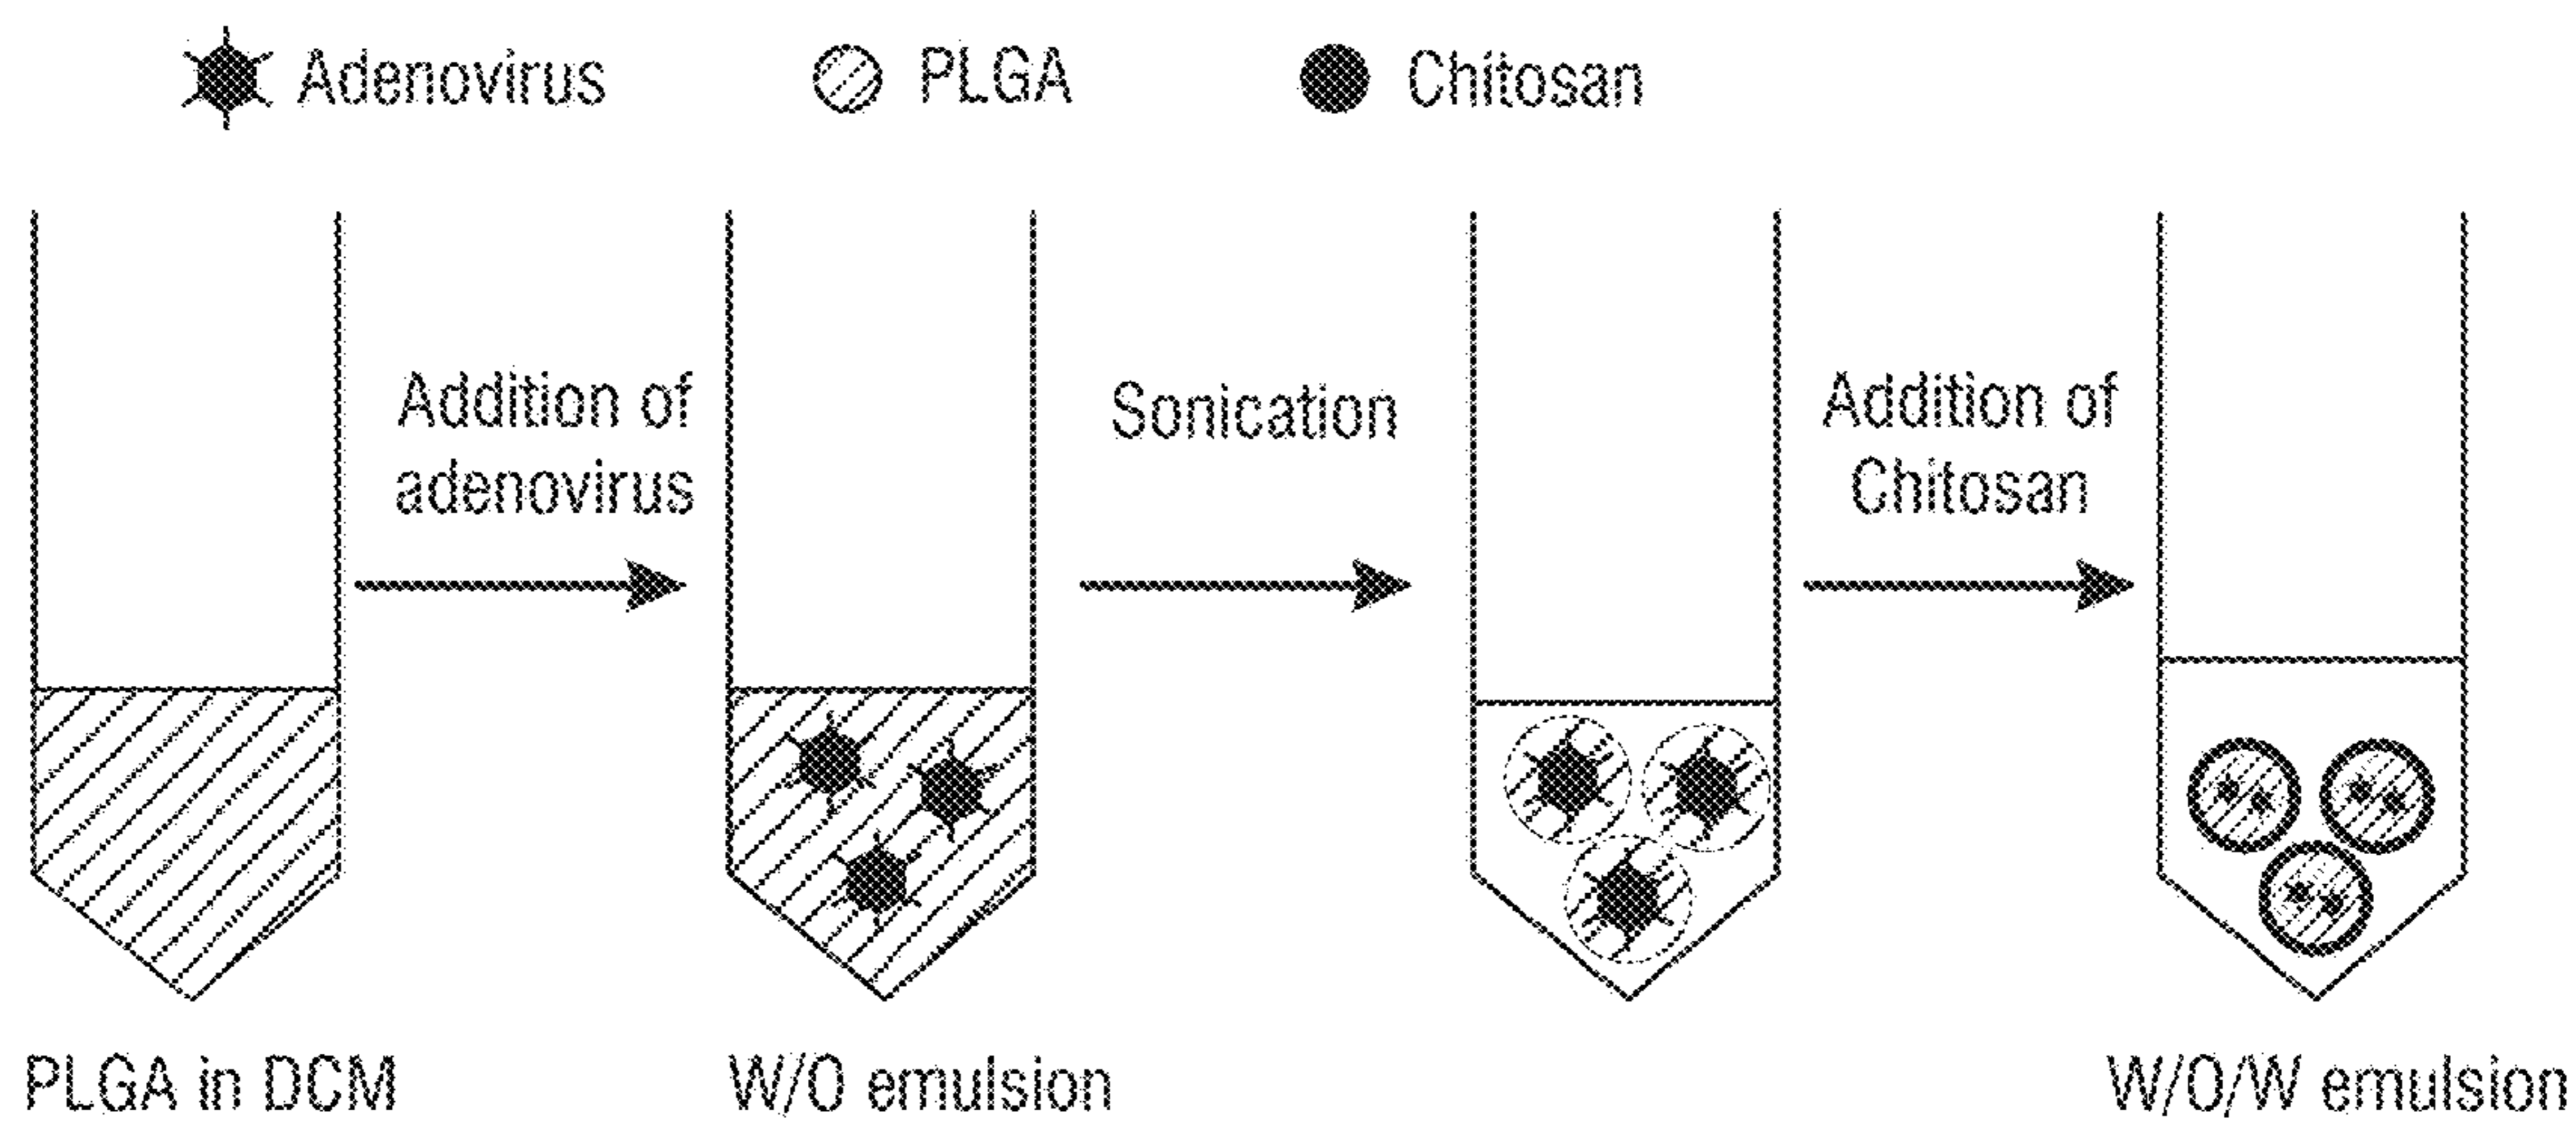 Adenovirus
PLGA
Chitosan
Addition of
adenovirus
Sonication
Addition of
Chitosan
PLGA in DCM
W/O emulsion
W/O/W emulsion